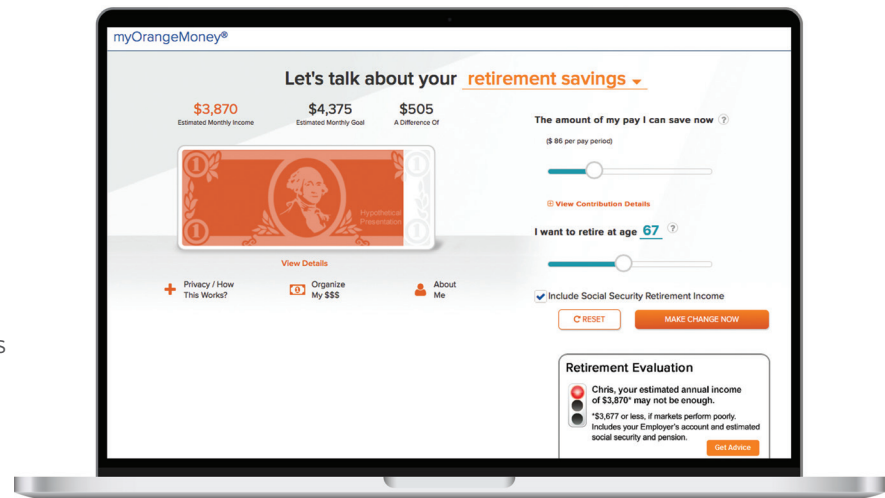 myOrangeMoney®
Let's talk about your retirement savings
$3,870
Estimated Monthly Income
$4,375
Estimated Monthly Goal
$505
A Difference Of
1
1
Hypothetical
Presentation
1
1
View Details
Privacy / How
This Works?
Organize
My $$$
About
Me
The amount of my pay I can save now ?
($ 86 per pay period)
View Contribution Details
I want to retire at age 67 ?
Include Social Security Retirement Income
RESET
MAKE CHANGE NOW
Retirement Evaluation
Chris, your estimated annual income
of $3,870* may not be enough.
*$3,677 or less, if markets perform poorly.
Includes your Employer's account and estimated
social security and pension.
Get Advice
s